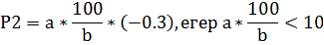 P2 = a * 100/b * (−0.3), егер a * 100/b < 10